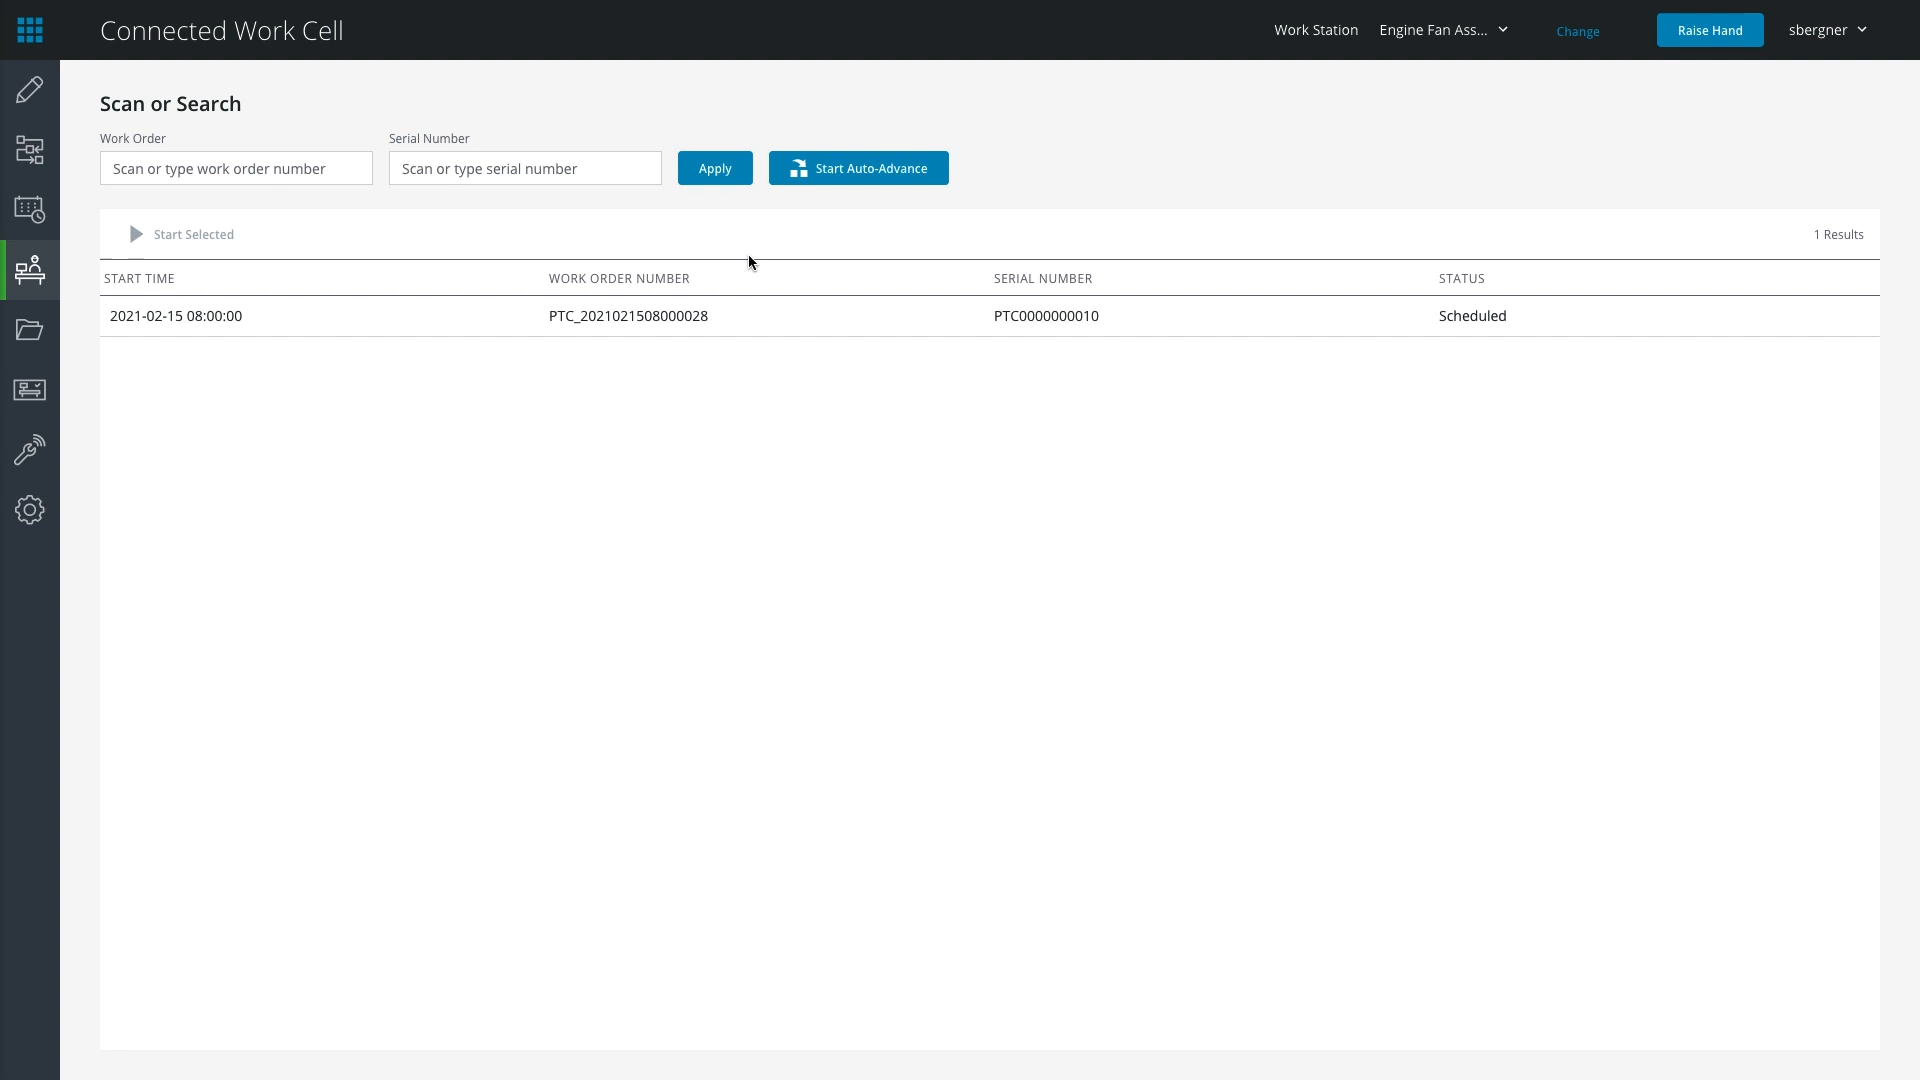 Connected Work Cell
Work Station Engine Fan Ass... Change Raise Hand sbergner
Scan or Search
Work Order Serial Number
Scan or type work order number Scan or type serial number Apply Start Auto-Advance
Start Selected 1 Results
START TIME WORK ORDER NUMBER SERIAL NUMBER STATUS
2021-02-15 08:00:00 PTC_2021021508000028 PTC0000000010 Scheduled